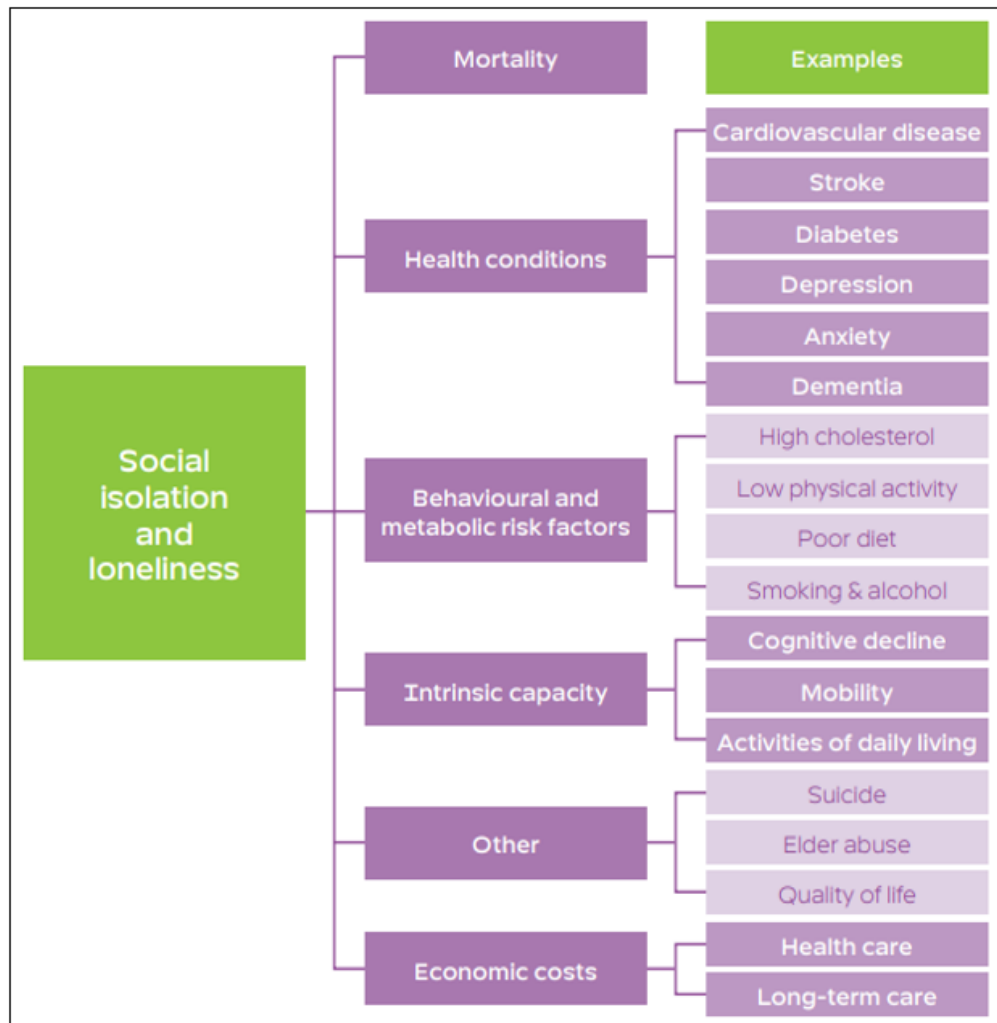 Social
isolation
and
loneliness
Mortality
Examples
Health conditions
Cardiovascular disease
Stroke
Diabetes
Depression
Anxiety
Dementia
Behavioural and
metabolic risk factors
High cholesterol
Low physical activity
Poor diet
Smoking & alcohol
Intrinsic capacity
Cognitive decline
Mobility
Activities of daily living
Other
Suicide
Elder abuse
Quality of life
Economic costs
Health care
Long-term care